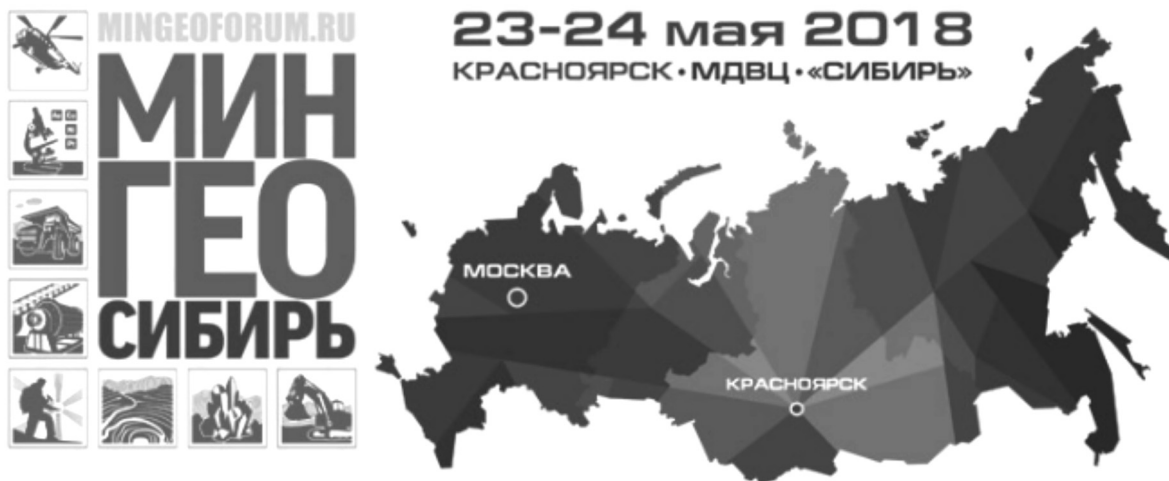 MINGEOFORUM.RU
МИН
ГЕО
СИБИРЬ
23-24 мая 2018
КРАСНОЯРСК·МДВЦ·«СИБИРЬ»
МОСКВА
КРАСНОЯРСК